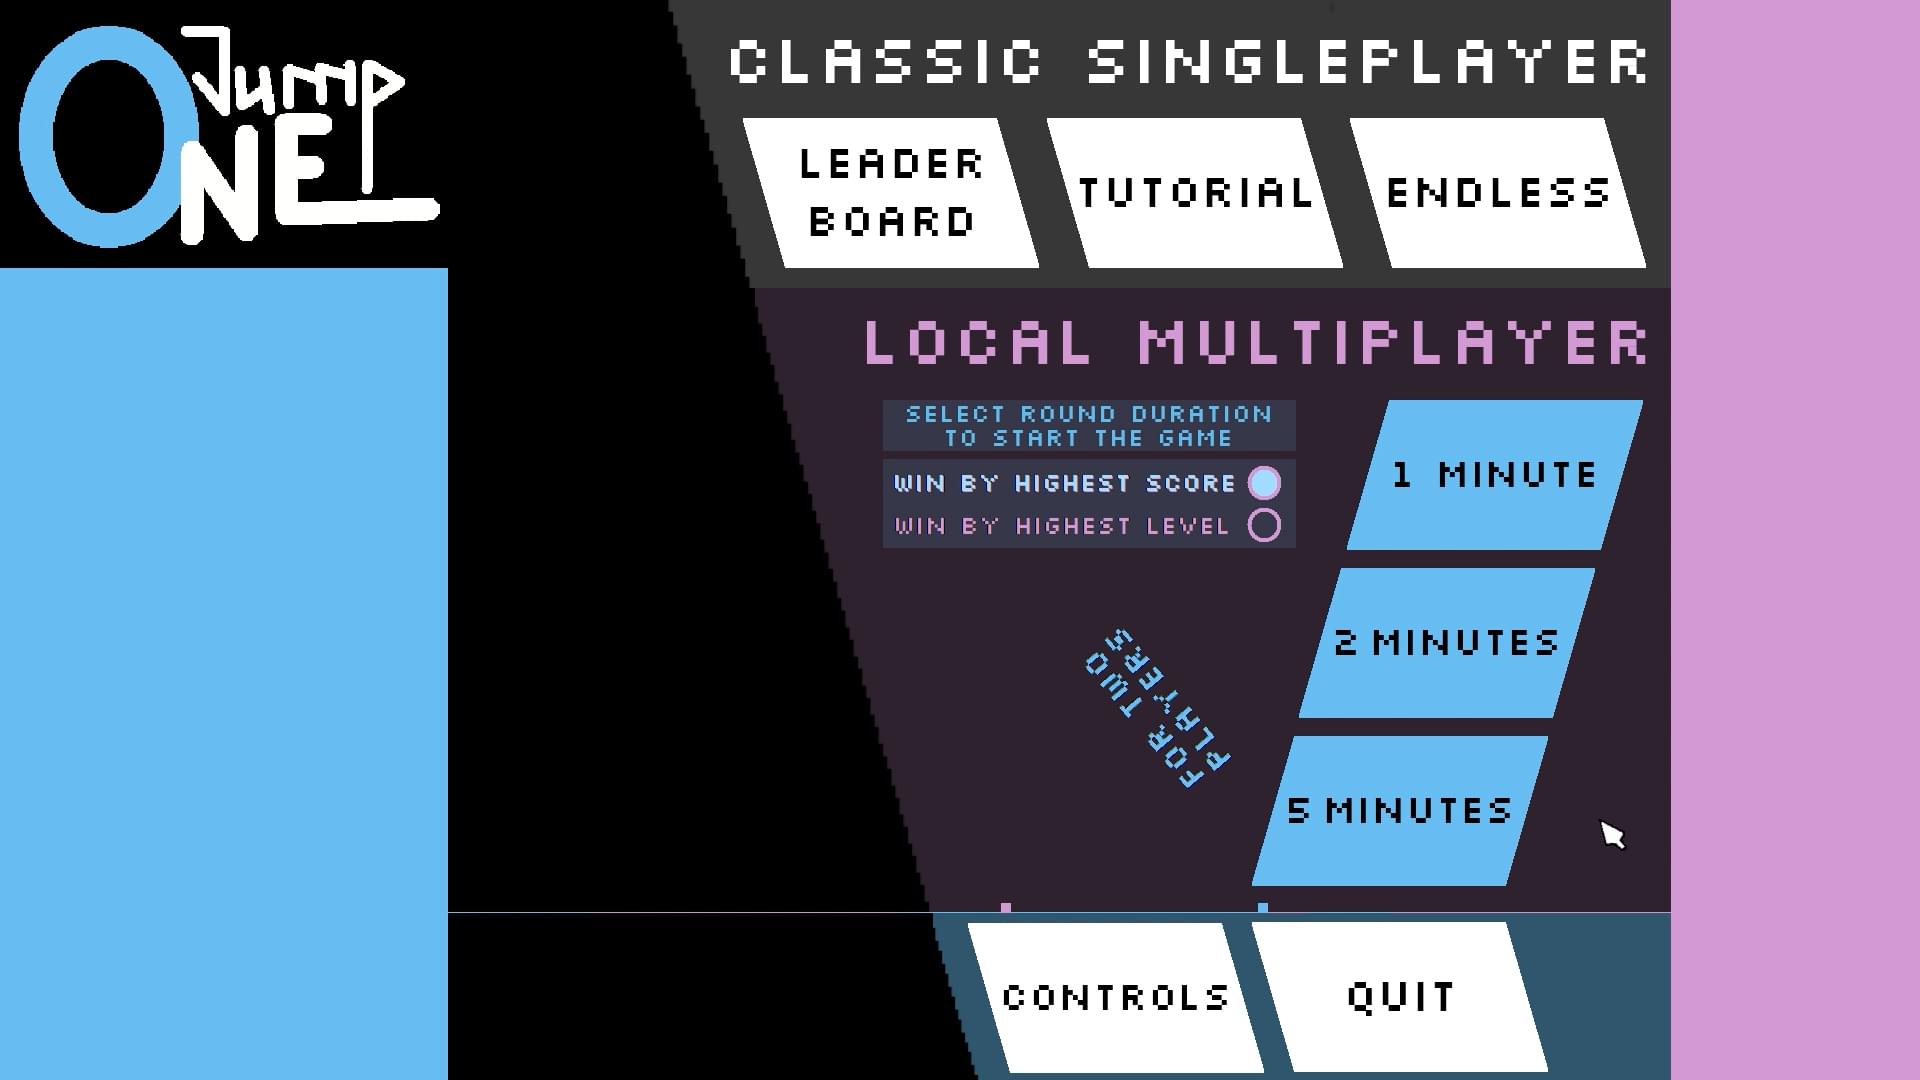 Jump
ONE
CLASSIC SINGLEPLAYER
LEADER
BOARD
TUTORIAL
ENDLESS
LOCAL MULTIPLAYER
SELECT ROUND DURATION
TO START THE GAME
WIN BY HIGHEST SCORE
WIN BY HIGHEST LEVEL
1 MINUTE
2 MINUTES
5 MINUTES
FOR TWO
PLAYERS
CONTROLS
QUIT